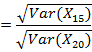 = √Var(X₁₅) / √Var(X₂₀)